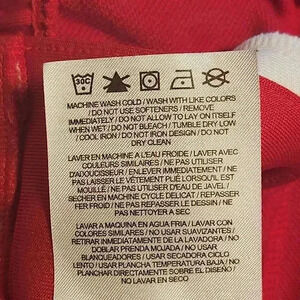 30C
MACHINE WASH COLD / WASH WITH LIKE COLORS
/ DO NOT USE SOFTENERS / REMOVE
IMMEDIATELY / DO NOT ALLOW TO LAY ON ITSELF
WHEN WET / DO NOT BLEACH / TUMBLE DRY LOW
/ COOL IRON / DO NOT IRON DESIGN / DO NOT
DRY CLEAN
LAVER EN MACHINE A L'EAU FROIDE / LAVER AVEC
COULEURS SIMILAIRES / NE PAS UTILISER
D'ADOUCISSEUR / ENLEVER IMMEDIATEMENT / NE
PAS LAISSER LE VÊTEMENT PLIÉ LORSQU'IL EST
MOUILLÉ / NE PAS UTILISER D'EAU DE JAVEL /
SECHER EN MACHINE CYCLE DELICAT / REPASSER
FER FROID / NE PAS REPASSER LE DESSIN / NE
PAS NETTOYER A SEC
LAVAR A MAQUINA EN AGUA FRIA / LAVAR CON
COLORES SIMILARES / NO USAR SUAVIZANTES /
RETIRAR INMEDIATAMENTE DE LA LAVADORA / NO
DOBLAR PRENDA MOJADA / NO USAR
BLANQUEADORES / USAR SECADORA CICLO
LENTO / USAR PLANCHA TEMPERATURA BAJA / NO
PLANCHAR DIRECTAMENTE SOBRE EL DISEÑO /
NO LAVAR EN SECO